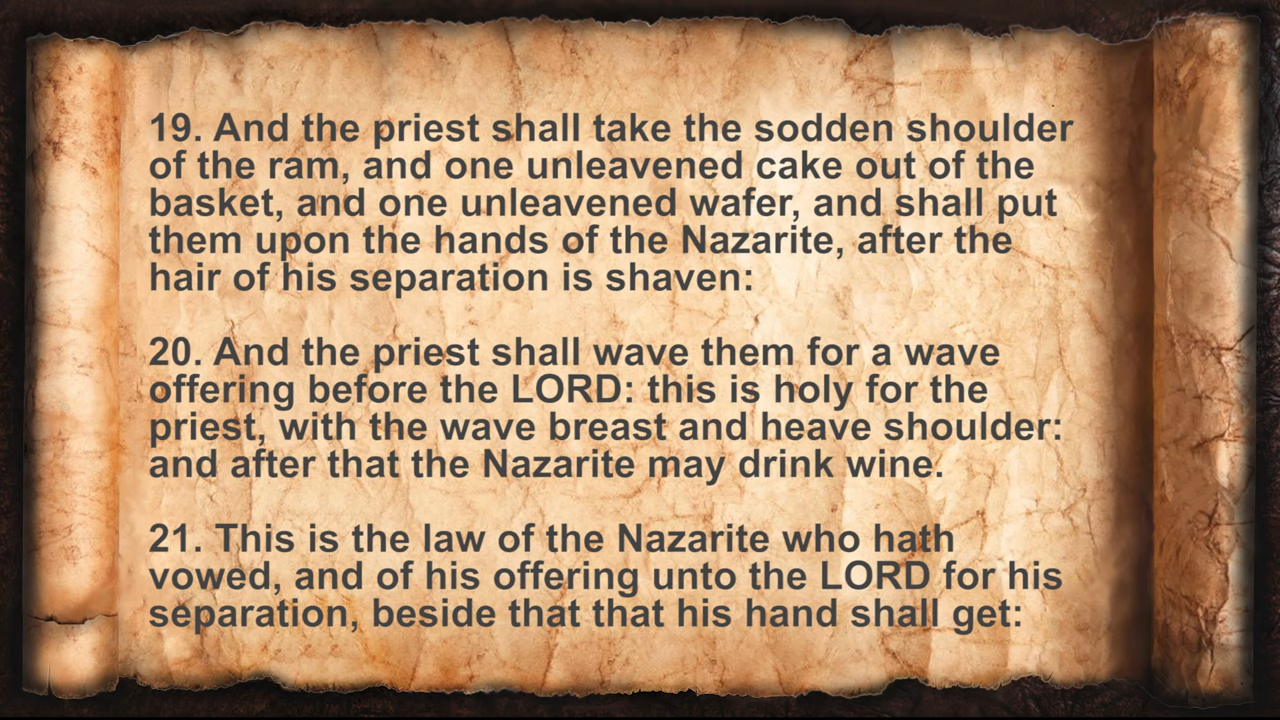 19. And the priest shall take the sodden shoulder
of the ram, and one unleavened cake out of the
basket, and one unleavened wafer, and shall put
them upon the hands of the Nazarite, after the
hair of his separation is shaven:
20. And the priest shall wave them for a wave
offering before the LORD: this is holy for the
priest, with the wave breast and heave shoulder:
and after that the Nazarite may drink wine.
21. This is the law of the Nazarite who hath
vowed, and of his offering unto the LORD for his
separation, beside that that his hand shall get: